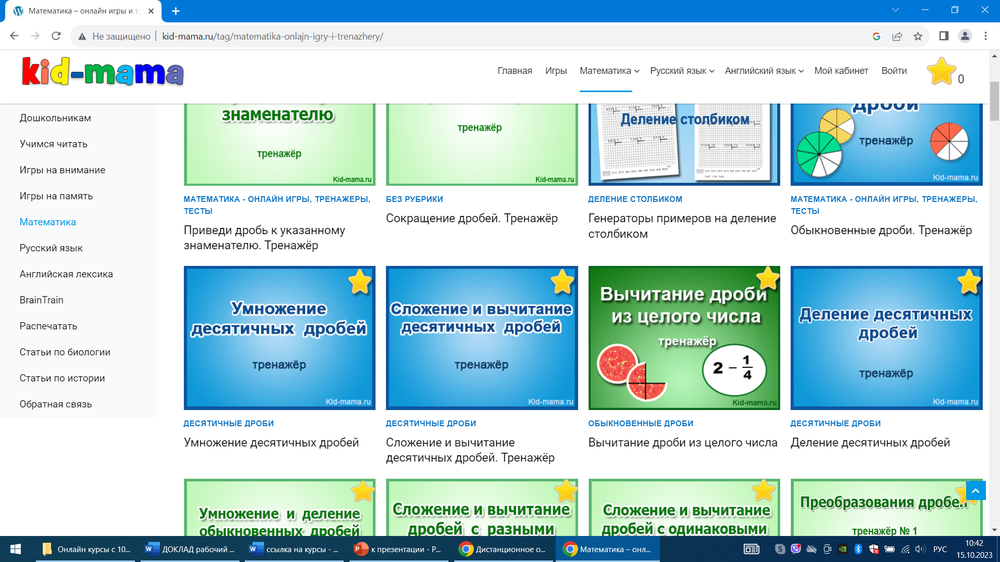 Математика – онлайн игры и т
Не защищено
kid-mama.ru/tag/matematika-onlajn-igry-i-trenazhery/
kid-mama
Главная
Игры
Математика
Русский язык
Английский язык
Мой кабинет
Войти
0
Дошкольникам
Учимся читать
Игры на внимание
Игры на память
Математика
Русский язык
Английская лексика
BrainTrain
Распечатать
Статьи по биологии
Статьи по истории
Обратная связь
знаменателю
тренажёр
Kid-mama.ru
МАТЕМАТИКА - ОНЛАЙН ИГРЫ, ТРЕНАЖЕРЫ,
ТЕСТЫ
Приведи дробь к указанному
знаменателю. Тренажёр
тренажёр
Kid-mama.ru
БЕЗ РУБРИКИ
Сокращение дробей. Тренажёр
Деление столбиком
ДЕЛЕНИЕ СТОЛБИКОМ
Генераторы примеров на деление
столбиком
дроби
тренажёр
Kid-mama.ru
МАТЕМАТИКА - ОНЛАЙН ИГРЫ, ТРЕНАЖЕРЫ,
ТЕСТЫ
Обыкновенные дроби. Тренажёр
Умножение
десятичных дробей
тренажёр
Kid-mama.ru
ДЕСЯТИЧНЫЕ ДРОБИ
Умножение десятичных дробей
Сложение и вычитание
десятичных дробей
тренажёр
Kid-mama.ru
ДЕСЯТИЧНЫЕ ДРОБИ
Сложение и вычитание
десятичных дробей. Тренажёр
Вычитание дроби
из целого числа
тренажёр
2 – 1/4
Kid-mama.ru
ОБЫКНОВЕННЫЕ ДРОБИ
Вычитание дроби из целого числа
Деление десятичных
дробей
тренажёр
Kid-mama.ru
ДЕСЯТИЧНЫЕ ДРОБИ
Деление десятичных дробей
Умножение и деление
обыкновенных дробей
Сложение и вычитание
дробей с разными
Сложение и вычитание
дробей с одинаковыми
Преобразования дробей
тренажёр № 1
Онлайн курсы с 10...
ДОКЛАД рабочий ...
ссылка на курсы - ...
к презентации - P...
Дистанционное о...
Математика – онл...
РУС
10:42
15.10.2023